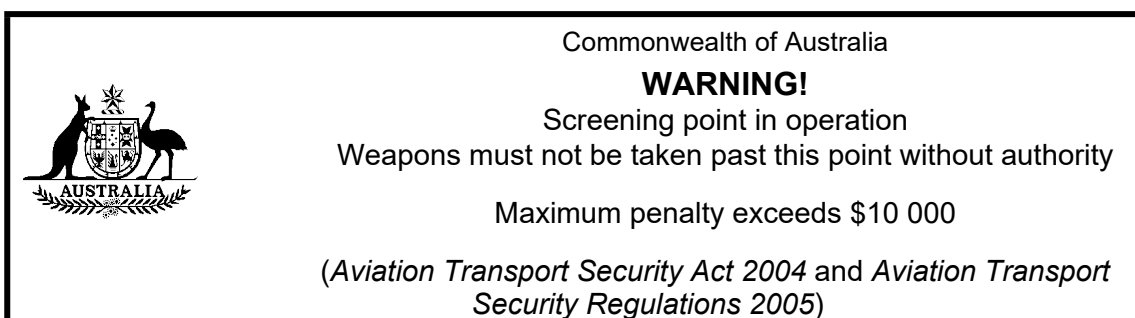 Commonwealth of Australia
WARNING!
Screening point in operation
Weapons must not be taken past this point without authority
AUSTRALIA
Maximum penalty exceeds $10 000
(Aviation Transport Security Act 2004 and Aviation Transport
Security Regulations 2005)